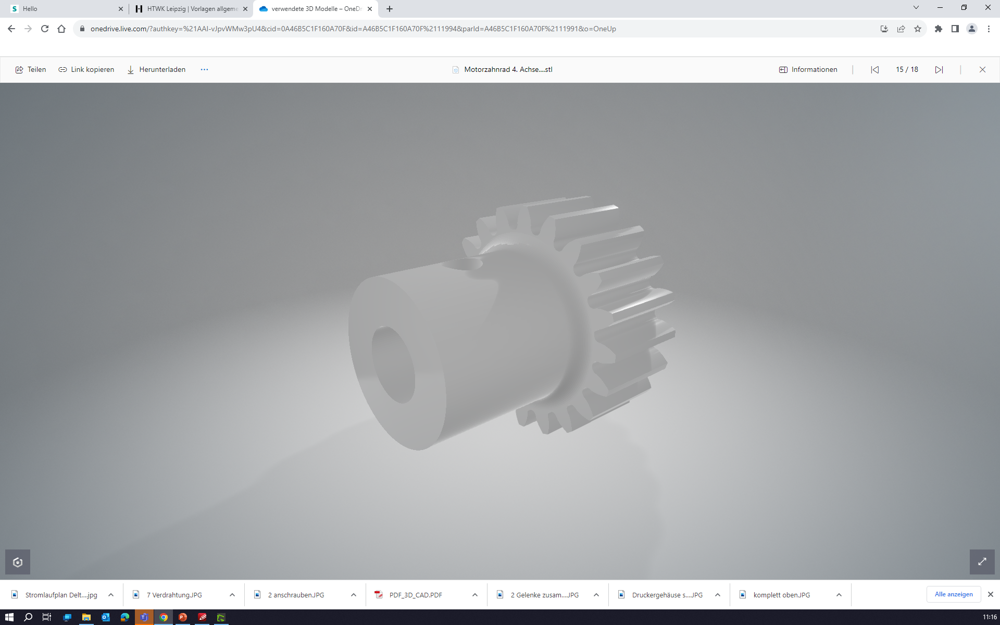 Hello
HTWK Leipzig | Vorlagen allgeme
verwendete 3D Modelle – OneDr
onedrive.live.com/?authkey=%21AAI-vJpvWMw3pU4&cid=0A46B5C1F160A70F&id=A46B5C1F160A70F%2111994&parId=A46B5C1F160A70F%2111991&o=OneUp
Teilen
Link kopieren
Herunterladen
Motorzahnrad 4. Achse....stl
Informationen
15 / 18
Stromlaufplan Delt....jpg
7 Verdrahtung.JPG
2 anschrauben.JPG
PDF_3D_CAD.PDF
2 Gelenke zusam....JPG
Druckergehäuse s....JPG
komplett oben.JPG
Alle anzeigen
11:16